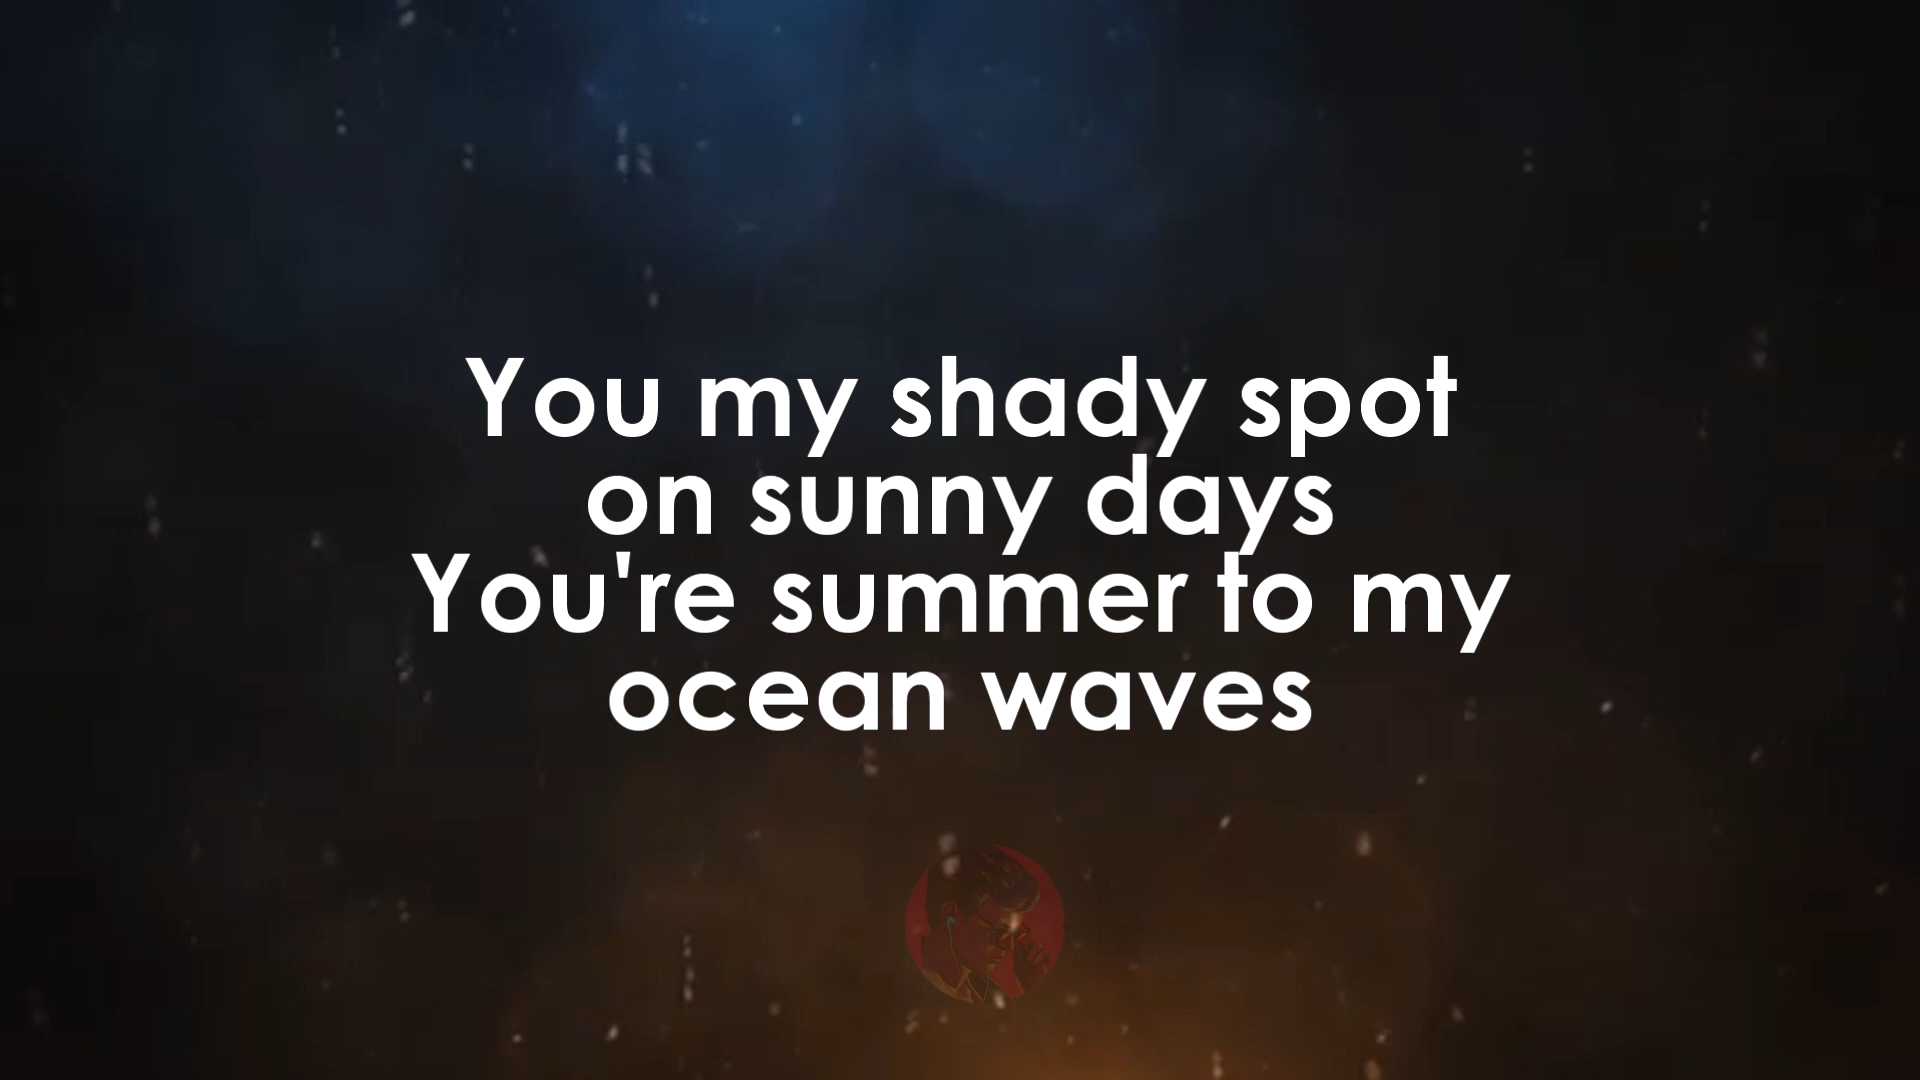 You my shady spot
on sunny days
You're summer to my
ocean waves